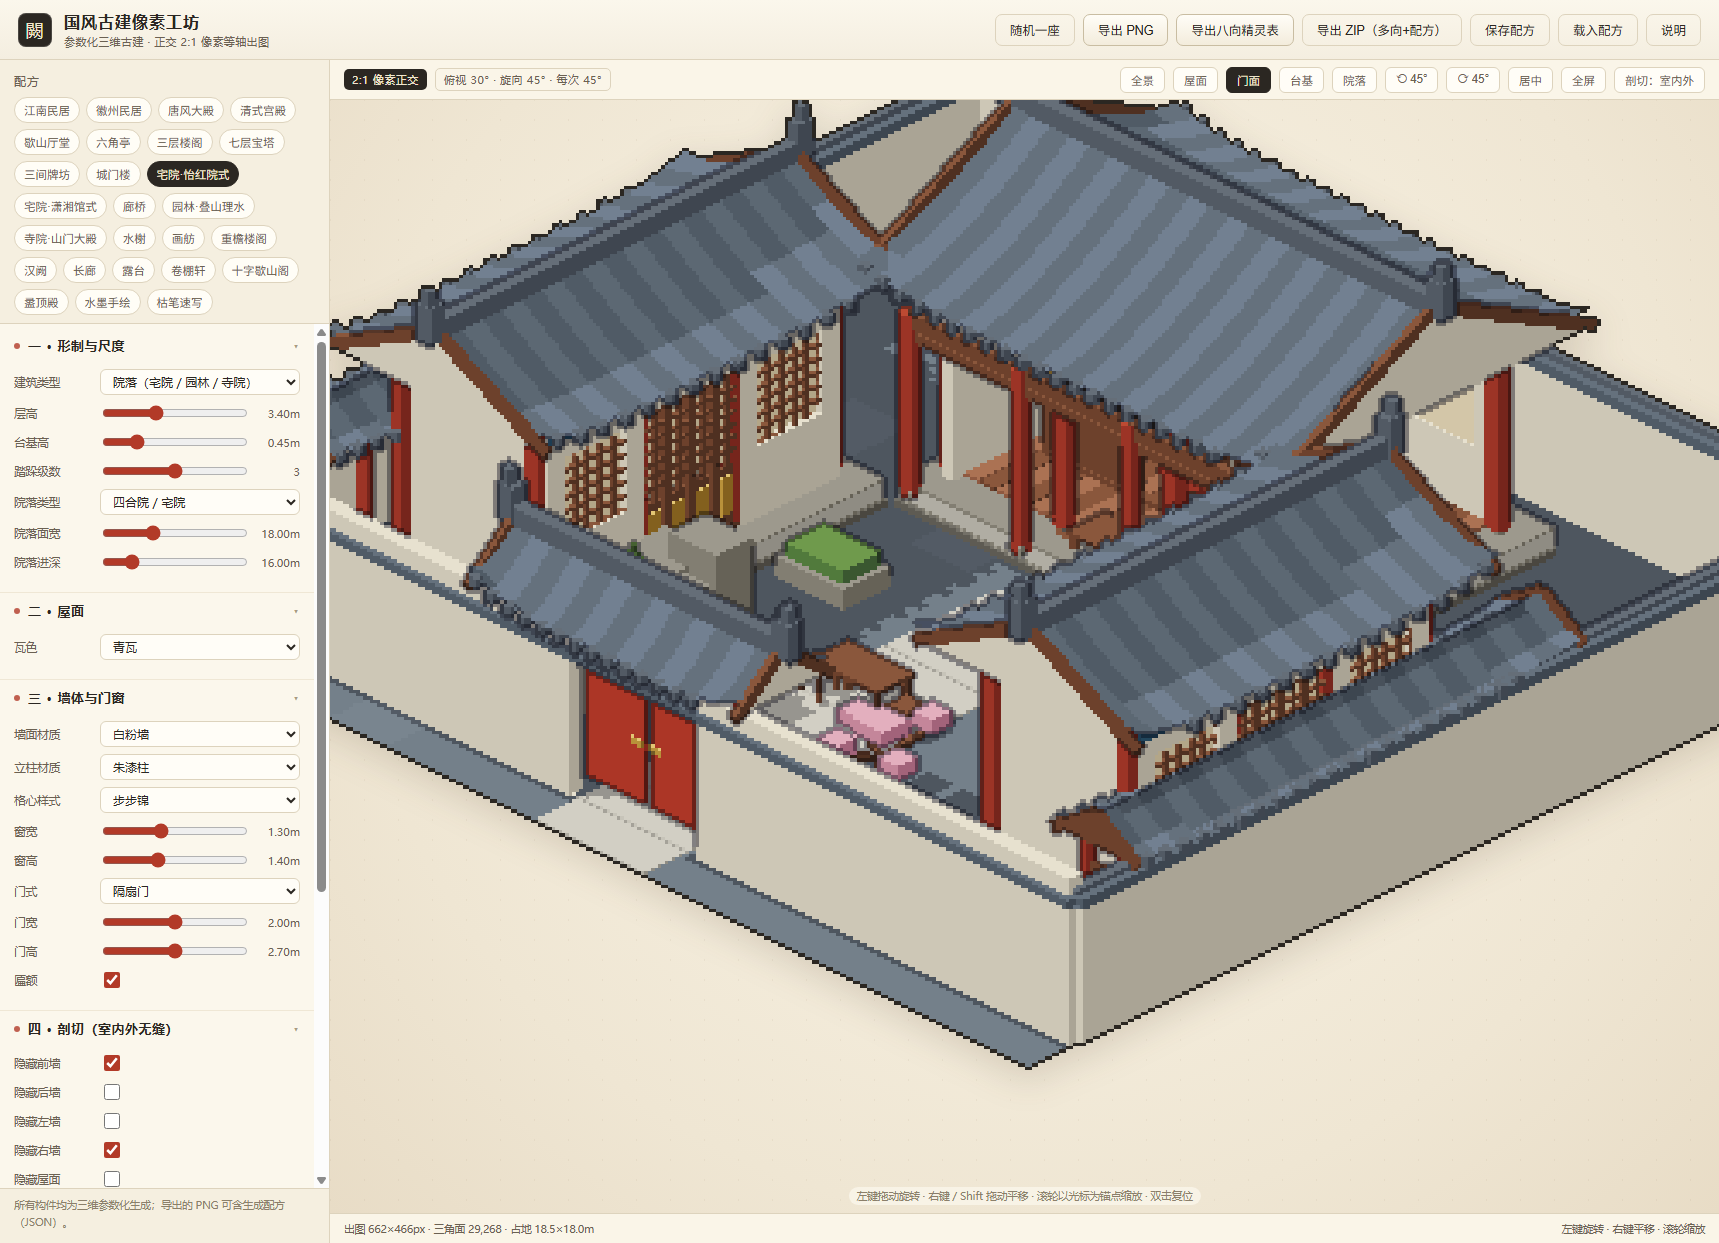 闕
国风古建像素工坊
参数化三维古建 · 正交 2:1 像素等轴出图
随机一座 导出 PNG 导出八向精灵表 导出 ZIP（多向+配方） 保存配方 载入配方 说明
配方
江南民居 徽州民居 唐风大殿 清式宫殿
歇山厅堂 六角亭 三层楼阁 七层宝塔
三间牌坊 城门楼 宅院·怡红院式
宅院·潇湘馆式 廊桥 园林·叠山理水
寺院·山门大殿 水榭 画舫 重檐楼阁
汉阙 长廊 露台 卷棚轩 十字歇山阁
盝顶殿 水墨手绘 枯笔速写
2:1 像素正交 俯视 30° · 旋向 45° · 每次 45°
全景 屋面 门面 台基 院落 ⟲ 45° ⟳ 45° 居中 全屏 剖切：室内外
一 • 形制与尺度
建筑类型 院落（宅院 / 园林 / 寺院）
层高 3.40m
台基高 0.45m
踏跺级数 3
院落类型 四合院 / 宅院
院落面宽 18.00m
院落进深 16.00m
二 • 屋面
瓦色 青瓦
三 • 墙体与门窗
墙面材质 白粉墙
立柱材质 朱漆柱
格心样式 步步锦
窗宽 1.30m
窗高 1.40m
门式 隔扇门
门宽 2.00m
门高 2.70m
匾额
四 • 剖切（室内外无缝）
隐藏前墙
隐藏后墙
隐藏左墙
隐藏右墙
隐藏屋面
所有构件均为三维参数化生成；导出的 PNG 可含生成配方
（JSON）。
左键拖动旋转 · 右键 / Shift 拖动平移 · 滚轮以光标为锚点缩放 · 双击复位
出图 662×466px · 三角面 29,268 · 占地 18.5×18.0m
左键旋转 · 右键平移 · 滚轮缩放